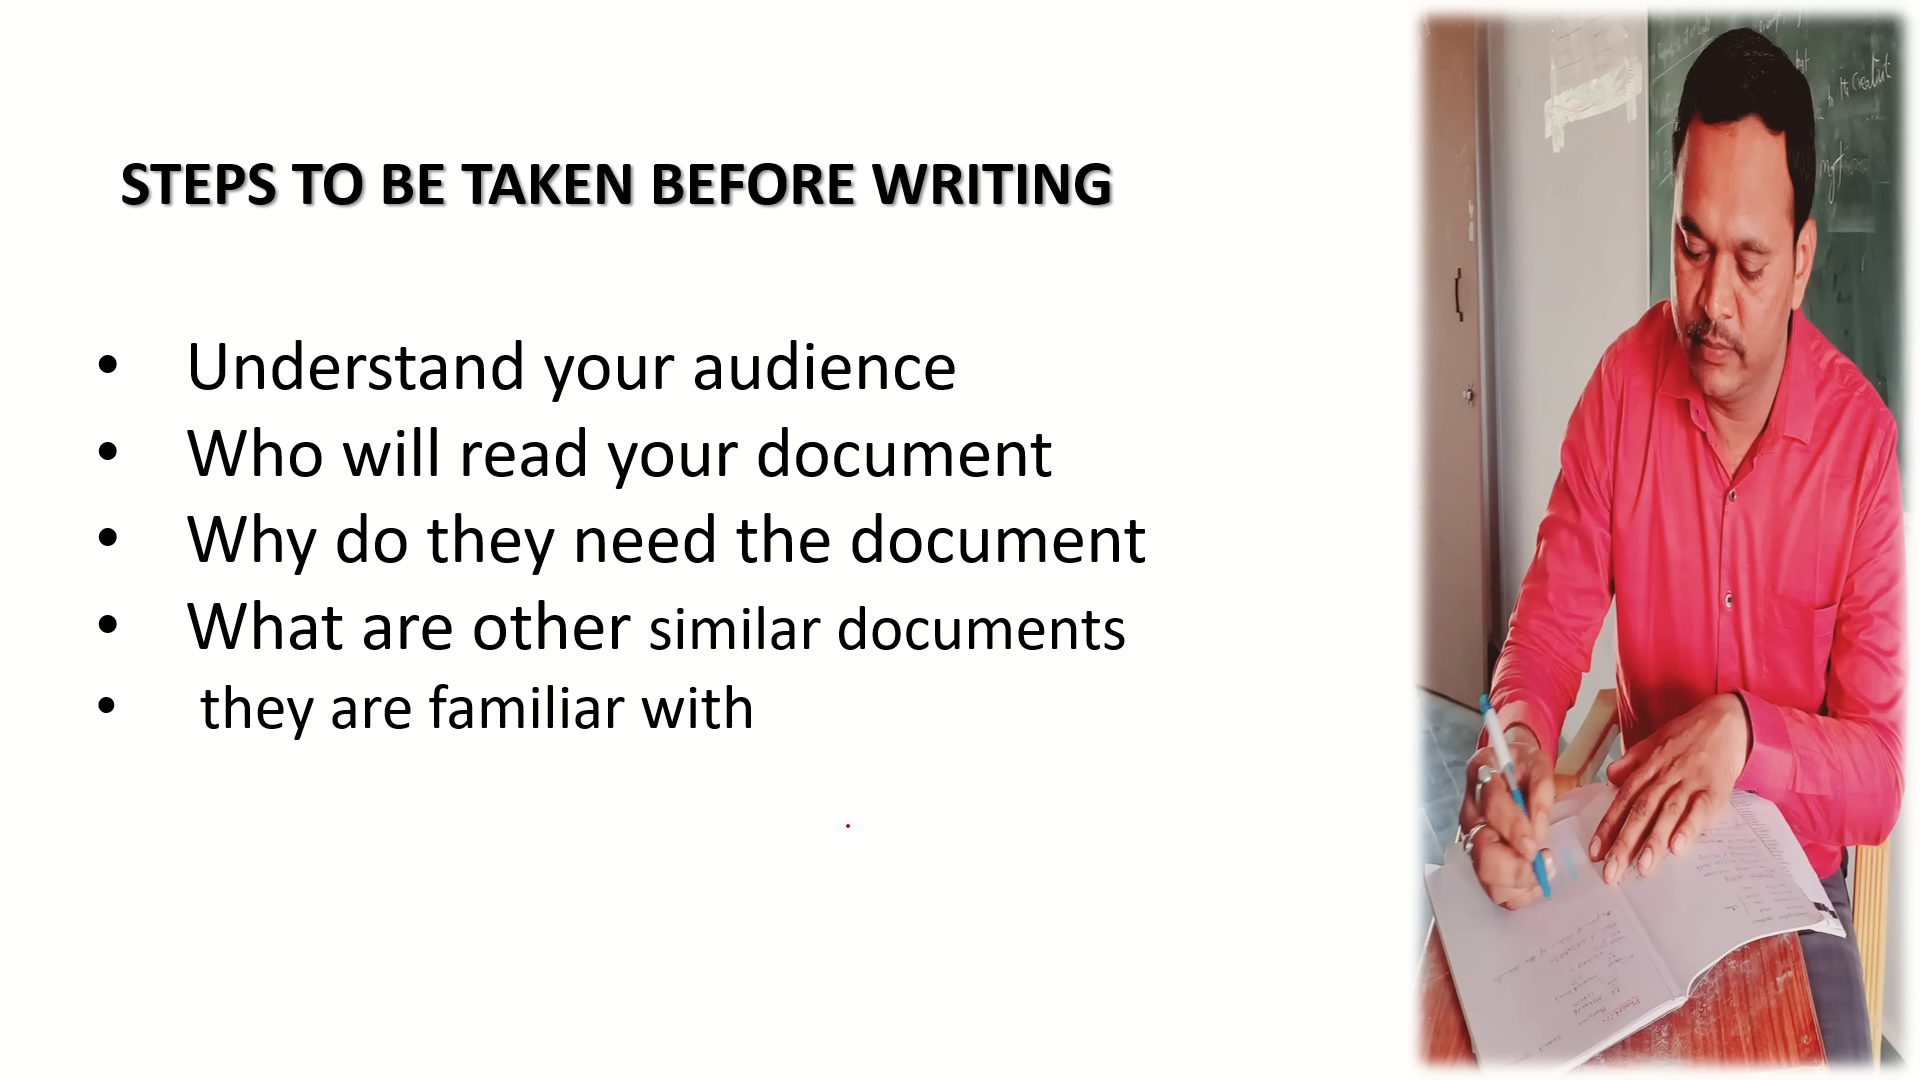 STEPS TO BE TAKEN BEFORE WRITING
• Understand your audience
• Who will read your document
• Why do they need the document
• What are other similar documents
• they are familiar with